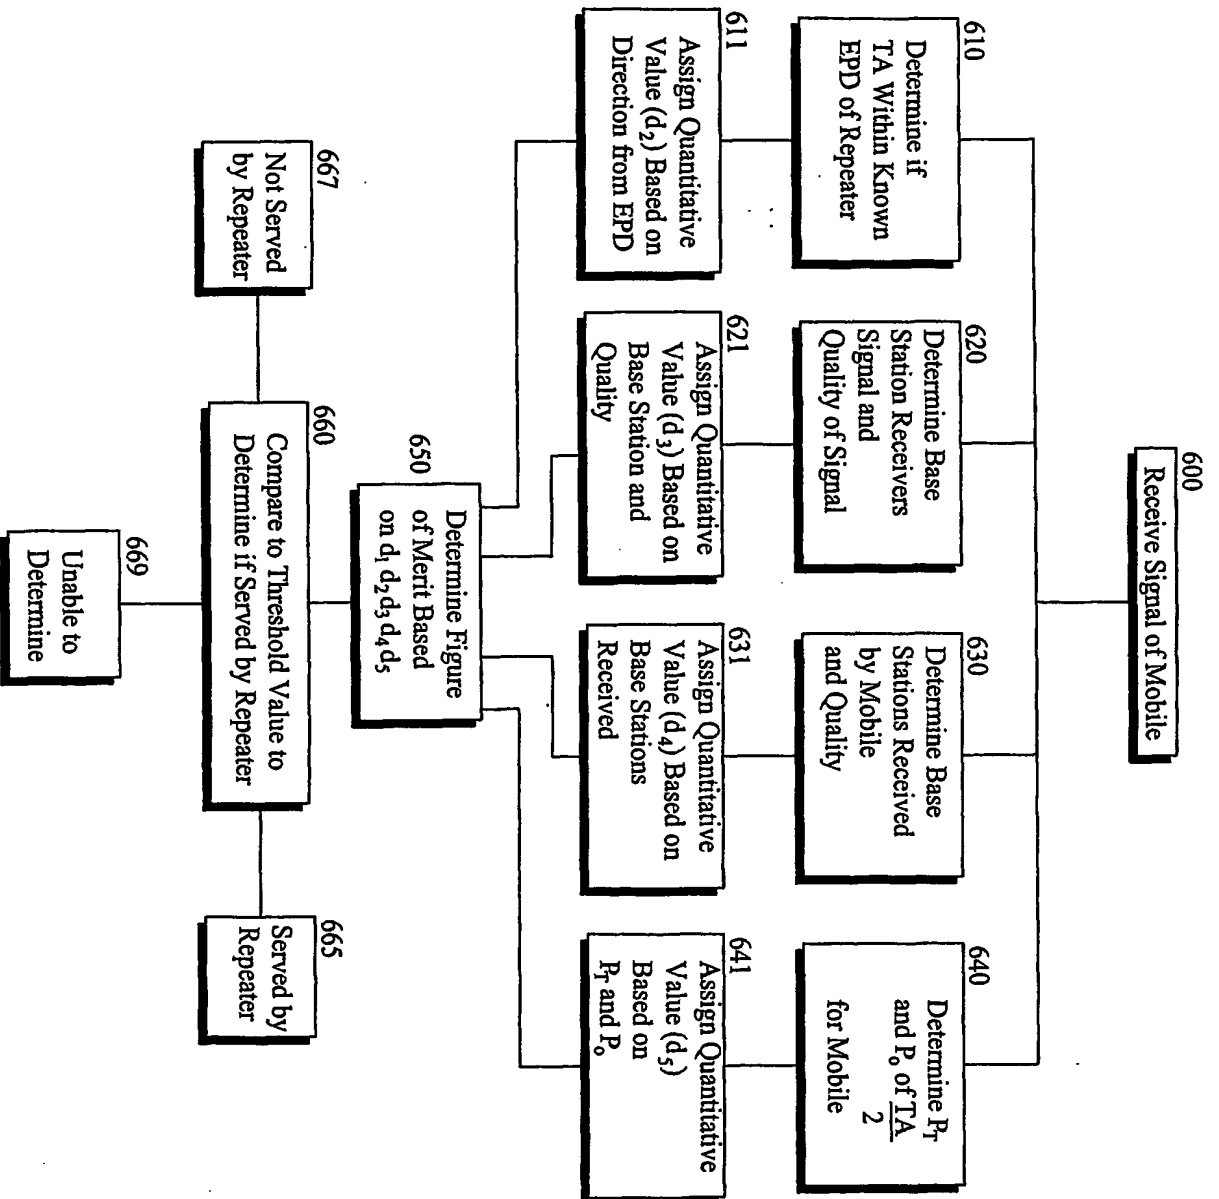 600
Receive Signal of Mobile
610
Determine if
TA Within Known
EPD of Repeater
620
Determine Base
Station Receivers
Signal and
Quality of Signal
630
Determine Base
Stations Received
by Mobile
and Quality
640
Determine P_T
and P_o of TA/2
for Mobile
611
Assign Quantitative
Value (d_2) Based on
Direction from EPD
621
Assign Quantitative
Value (d_3) Based on
Base Station and
Quality
631
Assign Quantitative
Value (d_4) Based on
Base Stations
Received
641
Assign Quantitative
Value (d_5)
Based on
P_T and P_o
650
Determine Figure
of Merit Based
on d_1 d_2 d_3 d_4 d_5
667
Not Served
by Repeater
660
Compare to Threshold Value to
Determine if Served by Repeater
665
Served by
Repeater
669
Unable to
Determine